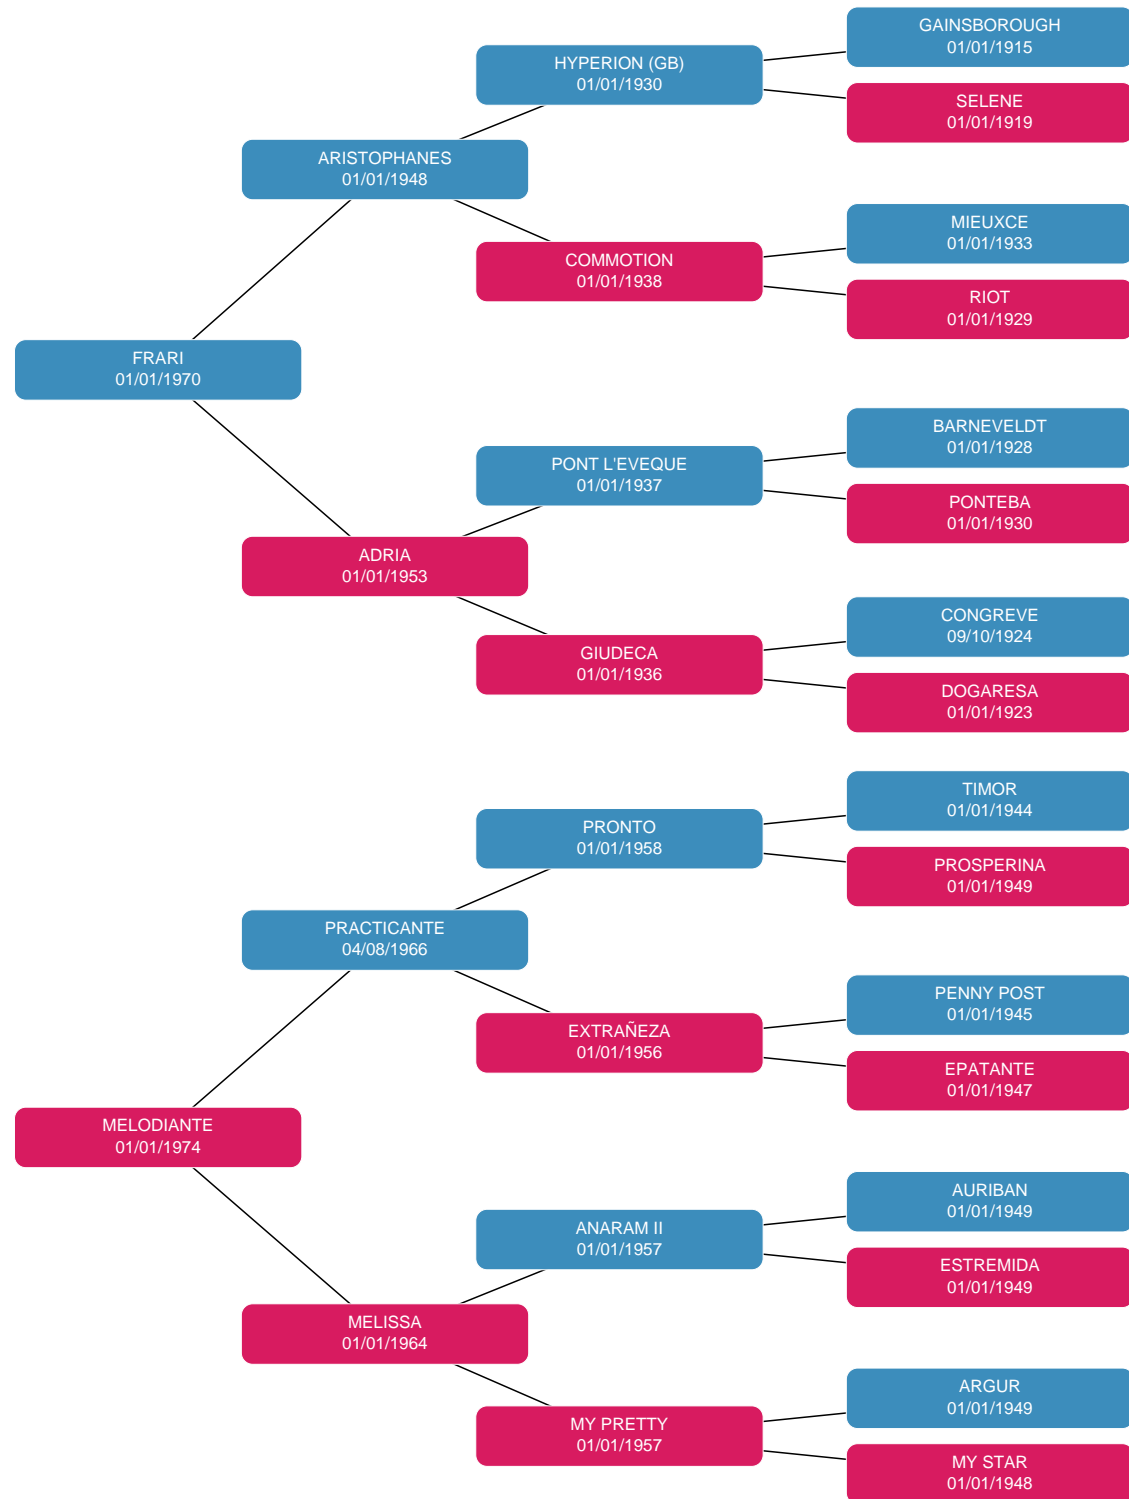 GAINSBOROUGH
01/01/1915
HYPERION (GB)
01/01/1930
SELENE
01/01/1919
ARISTOPHANES
01/01/1948
MIEUXCE
01/01/1933
COMMOTION
01/01/1938
RIOT
01/01/1929
FRARI
01/01/1970
BARNEVELDT
01/01/1928
PONT L'EVEQUE
01/01/1937
PONTEBA
01/01/1930
ADRIA
01/01/1953
CONGREVE
09/10/1924
GIUDECA
01/01/1936
DOGARESA
01/01/1923
TIMOR
01/01/1944
PRONTO
01/01/1958
PROSPERINA
01/01/1949
PRACTICANTE
04/08/1966
PENNY POST
01/01/1945
EXTRAÑEZA
01/01/1956
EPATANTE
01/01/1947
MELODIANTE
01/01/1974
AURIBAN
01/01/1949
ANARAM II
01/01/1957
ESTREMIDA
01/01/1949
MELISSA
01/01/1964
ARGUR
01/01/1949
MY PRETTY
01/01/1957
MY STAR
01/01/1948